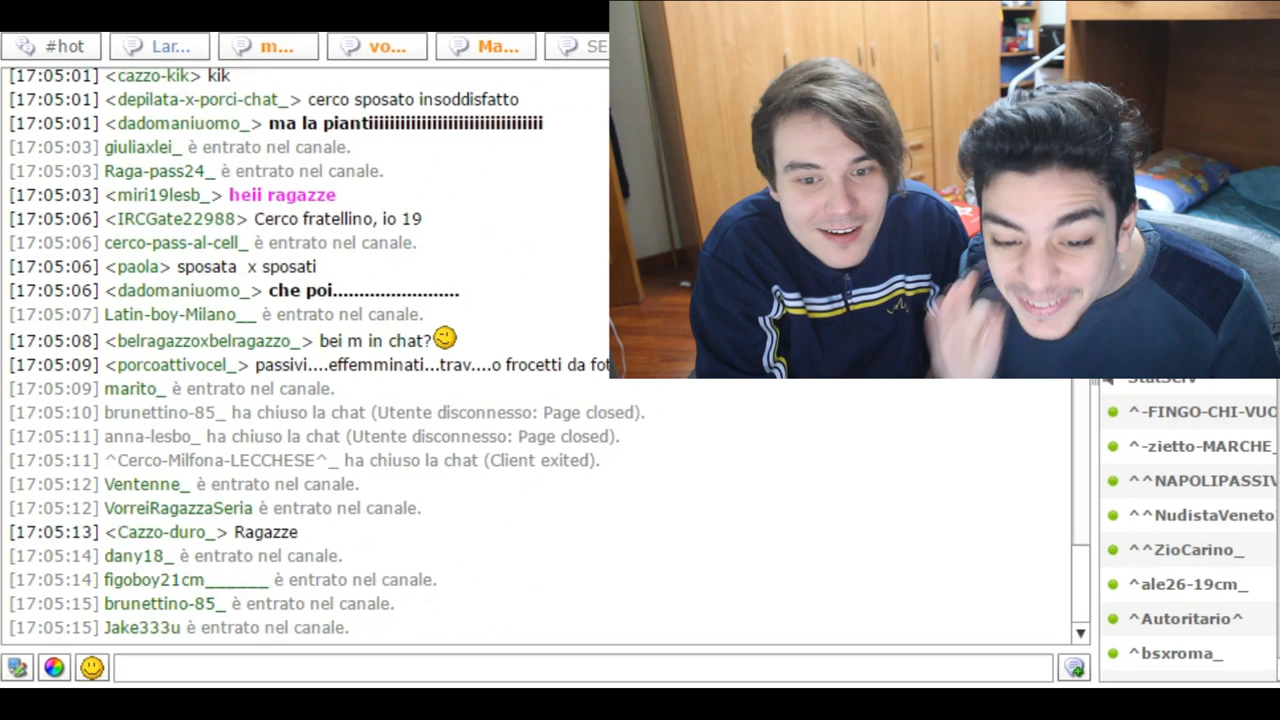 #hot
Lar...
m...
vo...
Ma...
SE
[17:05:01] <cazzo-kik> kik
[17:05:01] <depilata-x-porci-chat_> cerco sposato insoddisfatto
[17:05:01] <dadomaniuomo_> ma la piantiiiiiiiiiiiiiiiiiiiiiiiiiiiiiiiii
[17:05:03] giuliaxlei_ è entrato nel canale.
[17:05:03] Raga-pass24_ è entrato nel canale.
[17:05:03] <miri19lesb_> heii ragazze
[17:05:06] <IRCGate22988> Cerco fratellino, io 19
[17:05:06] cerco-pass-al-cell_ è entrato nel canale.
[17:05:06] <paola> sposata x sposati
[17:05:06] <dadomaniuomo_> che poi........................
[17:05:07] Latin-boy-Milano__ è entrato nel canale.
[17:05:08] <belragazzoxbelragazzo_> bei m in chat?
[17:05:09] <porcoattivocel_> passivi....effemminati...trav....o frocetti da fot
[17:05:09] marito_ è entrato nel canale.
[17:05:10] brunettino-85_ ha chiuso la chat (Utente disconnesso: Page closed).
[17:05:11] anna-lesbo_ ha chiuso la chat (Utente disconnesso: Page closed).
[17:05:11] ^Cerco-Milfona-LECCHESE^_ ha chiuso la chat (Client exited).
[17:05:12] Ventenne_ è entrato nel canale.
[17:05:12] VorreiRagazzaSeria è entrato nel canale.
[17:05:13] <Cazzo-duro_> Ragazze
[17:05:14] dany18_ è entrato nel canale.
[17:05:14] figoboy21cm______ è entrato nel canale.
[17:05:15] brunettino-85_ è entrato nel canale.
[17:05:15] Jake333u è entrato nel canale.
StatServ
^-FINGO-CHI-VUO
^-zietto-MARCHE_
^^NAPOLIPASSIV
^^NudistaVeneto
^^ZioCarino_
^ale26-19cm_
^Autoritario^
^bsxroma_